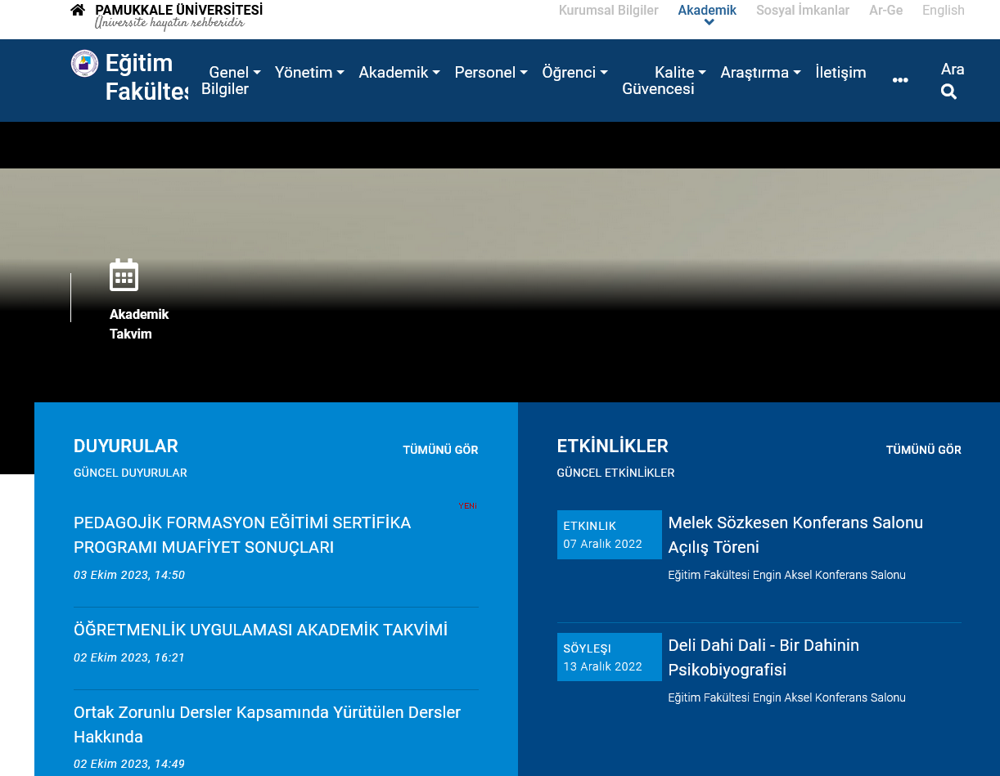 PAMUKKALE ÜNİVERSİTESİ
Üniversite hayatın rehberidir
Kurumsal Bilgiler Akademik Sosyal İmkanlar Ar-Ge English
Eğitim
Fakültes
Genel
Bilgiler
Yönetim
Akademik
Personel
Öğrenci
Kalite
Güvencesi
Araştırma
İletişim
Ara
Akademik
Takvim
DUYURULAR
TÜMÜNÜ GÖR
GÜNCEL DUYURULAR
YENİ
PEDAGOJİK FORMASYON EĞİTİMİ SERTİFİKA
PROGRAMI MUAFİYET SONUÇLARI
03 Ekim 2023, 14:50
ÖĞRETMENLİK UYGULAMASI AKADEMİK TAKVİMİ
02 Ekim 2023, 16:21
Ortak Zorunlu Dersler Kapsamında Yürütülen Dersler
Hakkında
02 Ekim 2023, 14:49
ETKİNLİKLER
TÜMÜNÜ GÖR
GÜNCEL ETKİNLİKLER
ETKINLIK
07 Aralık 2022
Melek Sözkesen Konferans Salonu
Açılış Töreni
Eğitim Fakültesi Engin Aksel Konferans Salonu
SÖYLEŞI
13 Aralık 2022
Deli Dahi Dali - Bir Dahinin
Psikobiyografisi
Eğitim Fakültesi Engin Aksel Konferans Salonu